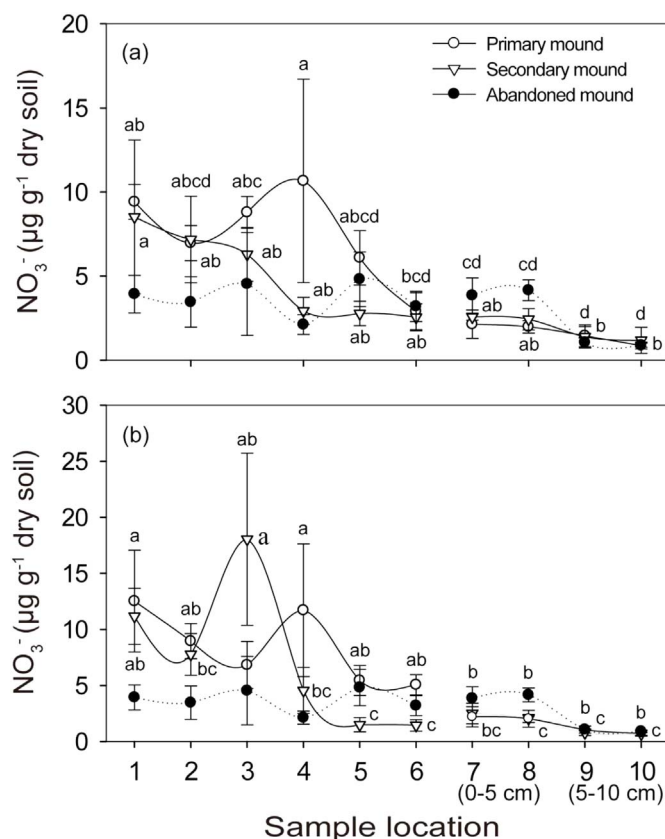 20
(a)
a
Primary mound
Secondary mound
Abandoned mound
15
ab
abcd
abc
abcd
10
a
ab
ab
ab
bcd
cd
cd
5
ab
ab
ab
ab
d
b
d
b
0
NO₃⁻ (µg g⁻¹ dry soil)
30
(b)
25
ab
20
a
a
a
15
ab
10
ab
bc
bc
ab
ab
b
b
5
c
c
bc
c
b
c
b
c
0
NO₃⁻ (µg g⁻¹ dry soil)
1 2 3 4 5 6 7 8 9 10
(0-5 cm) (5-10 cm)
Sample location